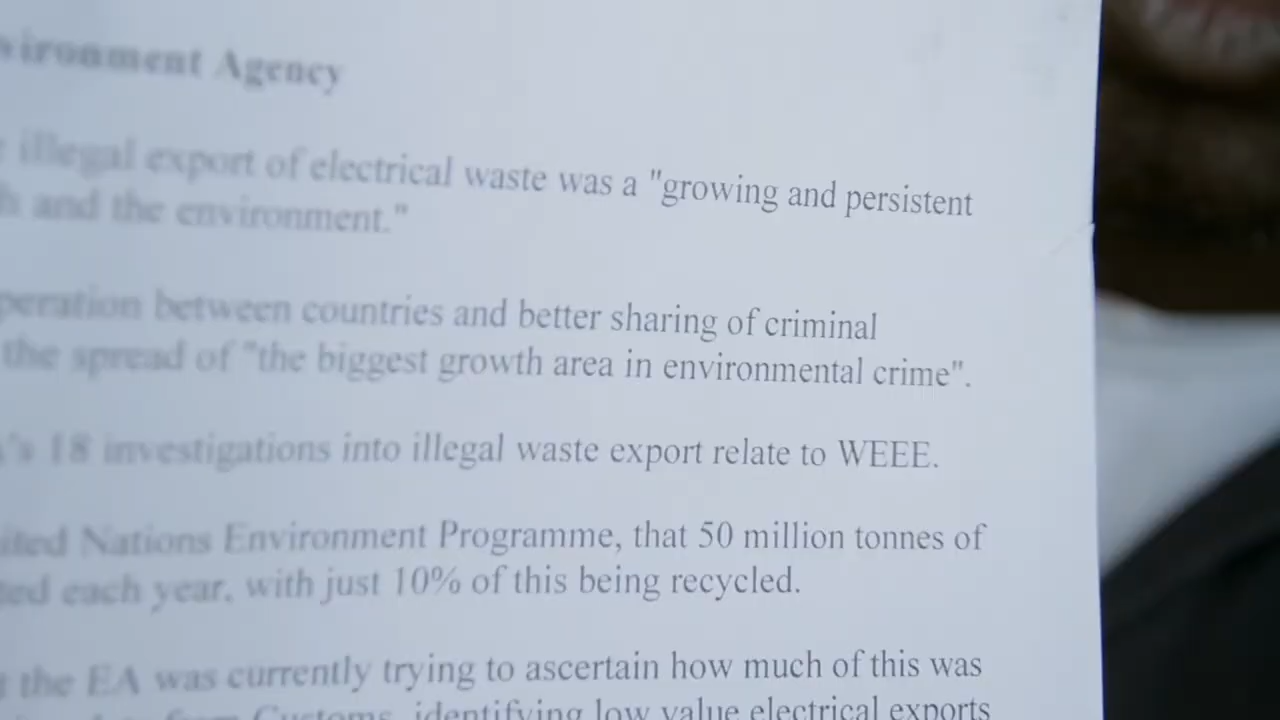 Environment Agency
illegal export of electrical waste was a "growing and persistent
and the environment."
between countries and better sharing of criminal
the spread of "the biggest growth area in environmental crime".
's 18 investigations into illegal waste export relate to WEEE.
Nations Environment Programme, that 50 million tonnes of
each year, with just 10% of this being recycled.
the EA was currently trying to ascertain how much of this was
from Customs, identifying low value electrical exports